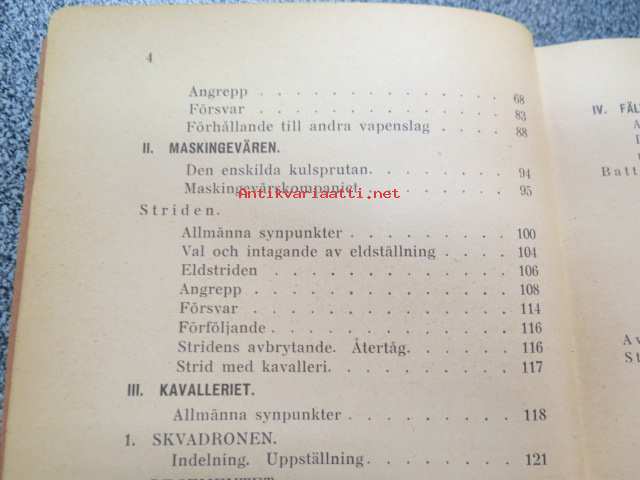 4
Angrepp . . . . . . . . . . . . . 68
Försvar . . . . . . . . . . . . . 83
Förhållande till andra vapenslag . . . . 88
II. MASKINGEVÄREN.
Den enskilda kulsprutan. . . . . . . . 94
Maskingevärskompaniet. . . . . . . . 95
Antikvariaatti.net
Striden.
Allmänna synpunkter . . . . . . . . . 100
Val och intagande av eldställning . . . . 104
Eldstriden . . . . . . . . . . . . 106
Angrepp . . . . . . . . . . . . . 108
Försvar . . . . . . . . . . . . . 114
Förföljande . . . . . . . . . . . . 116
Stridens avbrytande. Återtåg. . . . . . 116
Strid med kavalleri. . . . . . . . . . 117
III. KAVALLERIET.
Allmänna synpunkter . . . . . . . . . 118
1. SKVADRONEN.
Indelning. Uppställning . . . . . . . . 121
IV. FÄL
Batt
Av
St